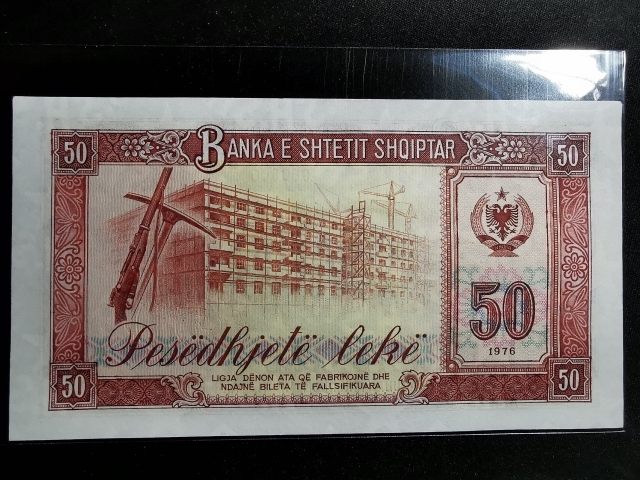 50 BANKA E SHTETIT SHQIPTAR 50
50
1976
Pesëdhjetë lekë
LIGJA DËNON ATA QË FABRIKOJNË DHE
NDAJNË BILETA TË FALLSIFIKUARA
50 50